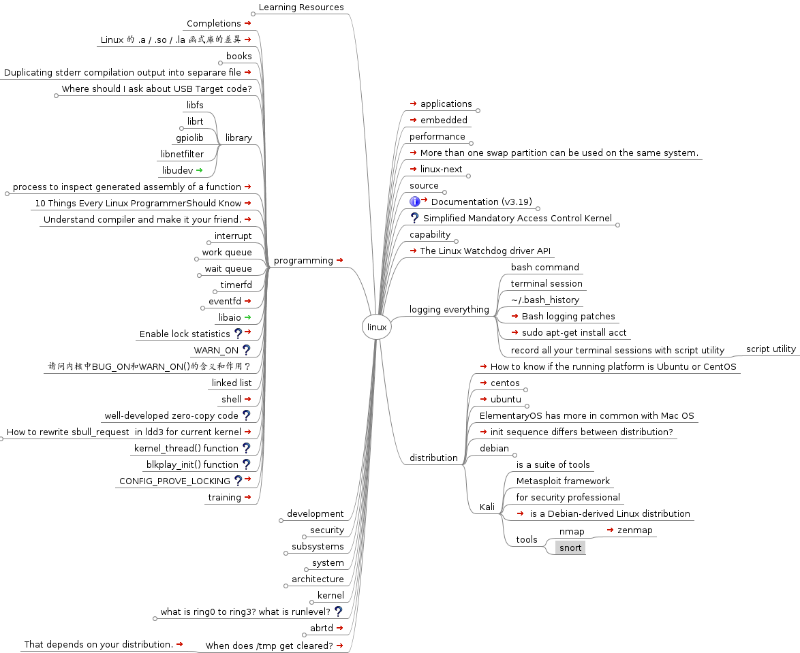 Learning Resources
Completions
Linux 的 .a / .so / .la 函式庫的差異
books
Duplicating stderr compilation output into separare file
Where should I ask about USB Target code?
libfs
librt
gpiolib
libnetfilter
libudev
library
process to inspect generated assembly of a function
10 Things Every Linux ProgrammerShould Know
Understand compiler and make it your friend.
interrupt
work queue
wait queue
timerfd
eventfd
libaio
Enable lock statistics
WARN_ON
请问内核中BUG_ON和WARN_ON()的含义和作用？
linked list
shell
well-developed zero-copy code
How to rewrite sbull_request in ldd3 for current kernel
kernel_thread() function
blkplay_init() function
CONFIG_PROVE_LOCKING
training
programming
development
security
subsystems
system
architecture
kernel
what is ring0 to ring3? what is runlevel?
abrtd
That depends on your distribution.
When does /tmp get cleared?
linux
applications
embedded
performance
More than one swap partition can be used on the same system.
linux-next
source
Documentation (v3.19)
Simplified Mandatory Access Control Kernel
capability
The Linux Watchdog driver API
logging everything
bash command
terminal session
~/.bash_history
Bash logging patches
sudo apt-get install acct
record all your terminal sessions with script utility
script utility
distribution
How to know if the running platform is Ubuntu or CentOS
centos
ubuntu
ElementaryOS has more in common with Mac OS
init sequence differs between distribution?
debian
Kali
is a suite of tools
Metasploit framework
for security professional
is a Debian-derived Linux distribution
tools
nmap
zenmap
snort